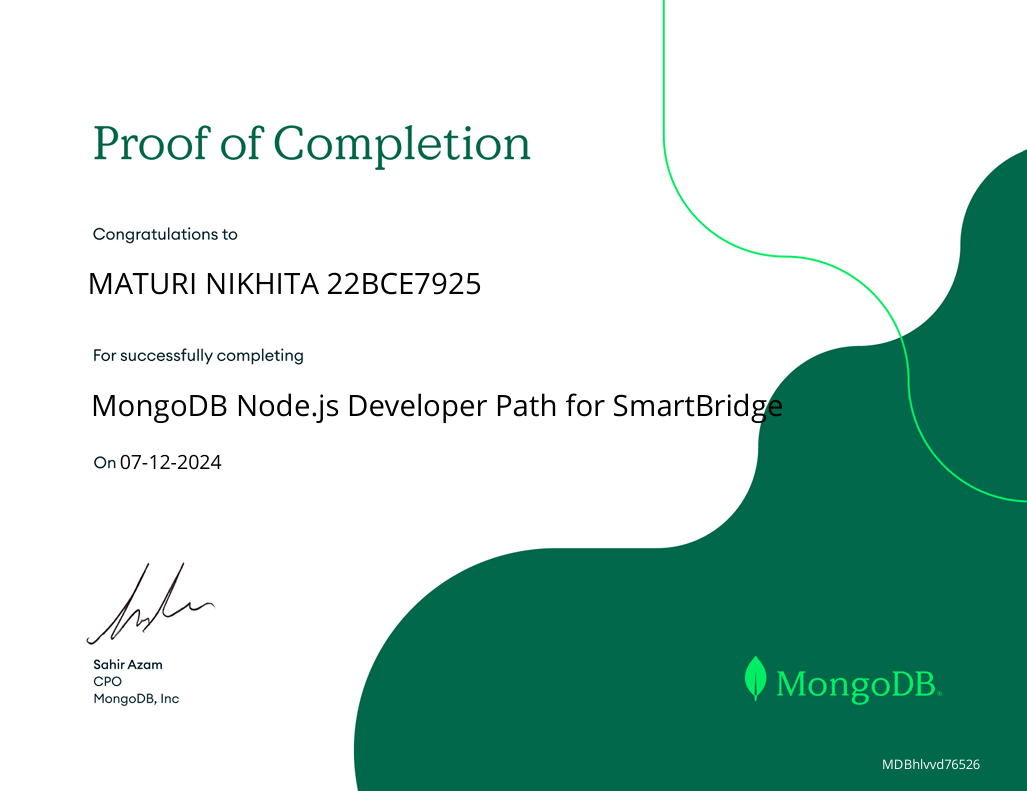 Proof of Completion
Congratulations to
MATURI NIKHITA 22BCE7925
For successfully completing
MongoDB Node.js Developer Path for SmartBridge
On 07-12-2024
Sahir Azam
CPO
MongoDB, Inc
MongoDB®
MDBhlvvd76526